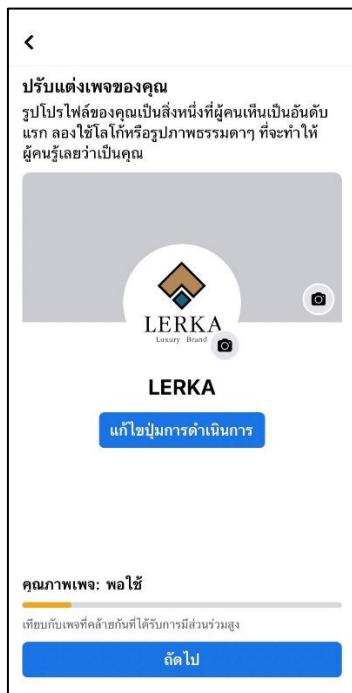 ปรับแต่งเพจของคุณ
รูปโปรไฟล์ของคุณเป็นสิ่งหนึ่งที่ผู้คนเห็นเป็นอันดับ
แรก ลองใช้โลโก้หรือรูปภาพธรรมดาๆ ที่จะทำให้
ผู้คนรู้เลยว่าเป็นคุณ
LERKA
Luxury Brand
LERKA
แก้ไขปุ่มการดำเนินการ
คุณภาพเพจ: พอใช้
เทียบกับเพจที่คล้ายกันที่ได้รับการมีส่วนร่วมสูง
ถัดไป